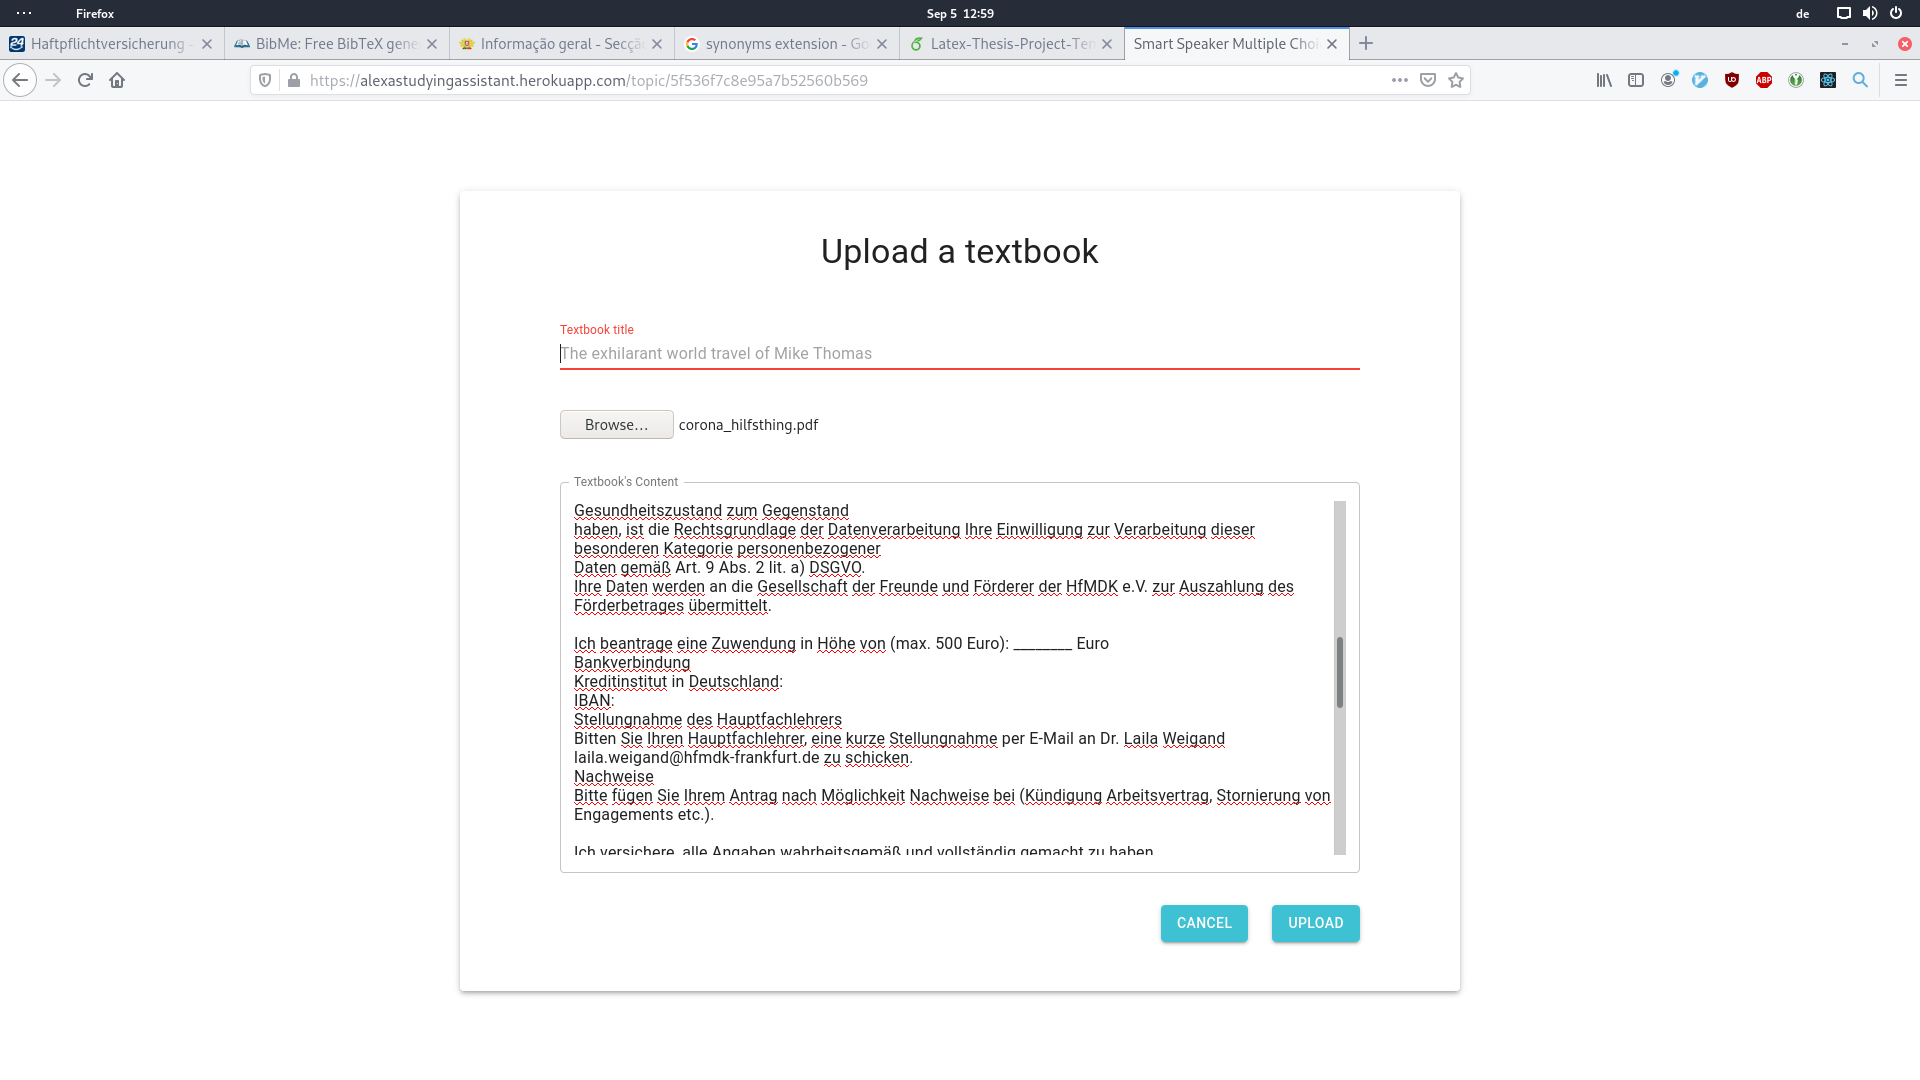 Firefox
Sep 5 12:59
de
Haftpflichtversicherung -
BibMe: Free BibTeX gene
Informação geral - Secçã
synonyms extension - Go
Latex-Thesis-Project-Ten
Smart Speaker Multiple Choi
https://alexastudyingassistant.herokuapp.com/topic/5f536f7c8e95a7b52560b569
Upload a textbook
Textbook title
The exhilarant world travel of Mike Thomas
Browse... corona_hilfsthing.pdf
Textbook's Content
Gesundheitszustand zum Gegenstand
haben, ist die Rechtsgrundlage der Datenverarbeitung Ihre Einwilligung zur Verarbeitung dieser
besonderen Kategorie personenbezogener
Daten gemäß Art. 9 Abs. 2 lit. a) DSGVO.
Ihre Daten werden an die Gesellschaft der Freunde und Förderer der HfMDK e.V. zur Auszahlung des
Förderbetrages übermittelt.
Ich beantrage eine Zuwendung in Höhe von (max. 500 Euro): ________ Euro
Bankverbindung
Kreditinstitut in Deutschland:
IBAN:
Stellungnahme des Hauptfachlehrers
Bitten Sie Ihren Hauptfachlehrer, eine kurze Stellungnahme per E-Mail an Dr. Laila Weigand
laila.weigand@hfmdk-frankfurt.de zu schicken.
Nachweise
Bitte fügen Sie Ihrem Antrag nach Möglichkeit Nachweise bei (Kündigung Arbeitsvertrag, Stornierung von
Engagements etc.).
Ich versichere, alle Angaben wahrheitsgemäß und vollständig gemacht zu haben
CANCEL
UPLOAD